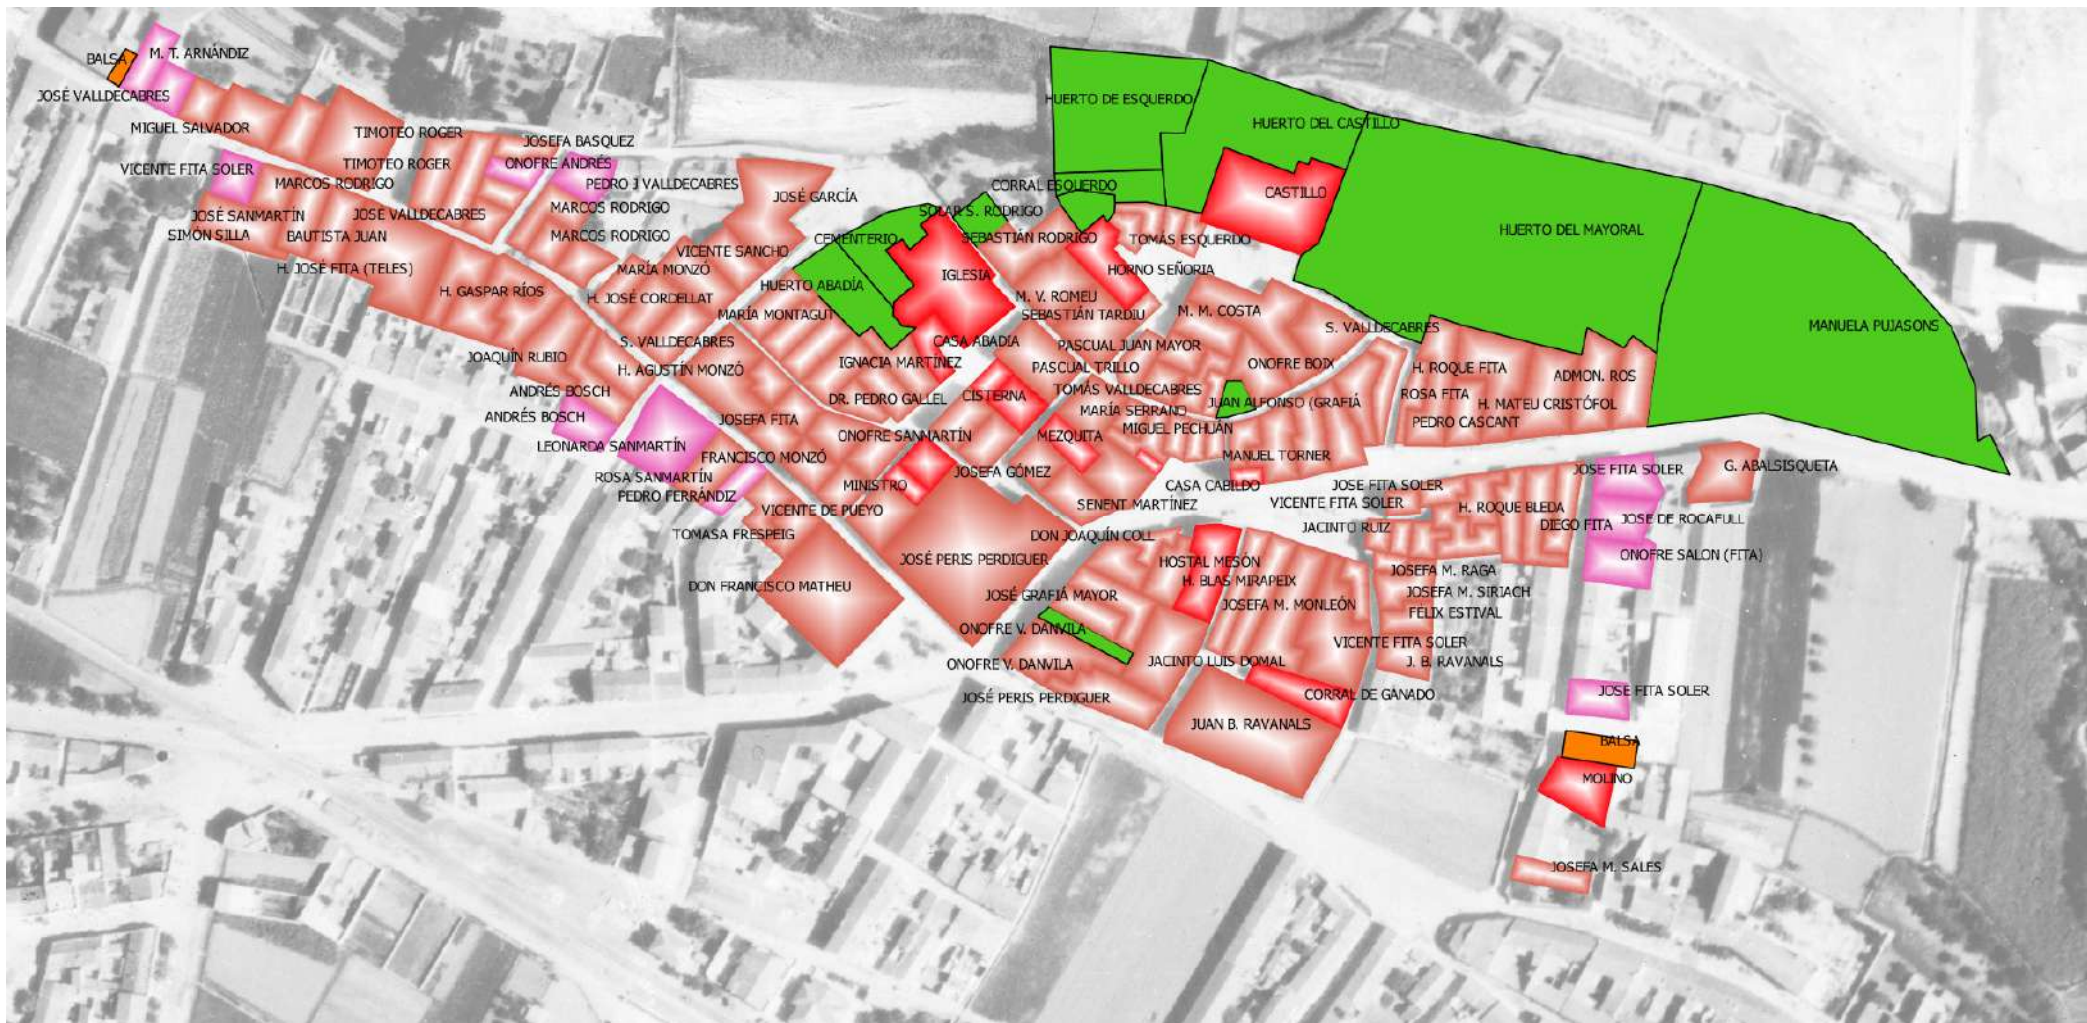 BALSA
M. T. ARNÁNDIZ
JOSÉ VALLDECABRES
MIGUEL SALVADOR
TIMOTEO ROGER
JOSEFA BASQUEZ
VICENTE FITA SOLER
TIMOTEO ROGER
ONOFRE ANDRÉS
MARCOS RODRIGO
PEDRO J VALLDECABRES
JOSÉ GARCÍA
JOSÉ SANMARTÍN
JOSÉ VALLDECABRES
MARCOS RODRIGO
SIMÓN SILLA
BAUTISTA JUAN
MARCOS RODRIGO
VICENTE SANCHO
H. JOSÉ FITA (TELES)
MARÍA MONZÓ
H. GASPAR RÍOS
H. JOSÉ CORDELLAT
HUERTO ABADÍA
MARÍA MONTAGUT
CEMENTERIO
SOLAR S. RODRIGO
CORRAL ESQUERDO
HUERTO DE ESQUERDO
HUERTO DEL CASTILLO
CASTILLO
HUERTO DEL MAYORAL
MANUELA PUJASONS
SEBASTIÁN RODRIGO
TOMÁS ESQUERDO
IGLESIA
HORNO SEÑORIA
M. V. ROMEU
SEBASTIÁN TARDIU
M. M. COSTA
S. VALLDECABRES
S. VALLDECABRES
JOAQUÍN RUBIO
H. AGUSTÍN MONZÓ
CASA ABADIA
IGNACIA MARTÍNEZ
PASCUAL JUAN MAYOR
PASCUAL TRILLO
ONOFRE BOIX
H. ROQUE FITA
ADMON. ROS
ANDRÉS BOSCH
DR. PEDRO GALLEL
CISTERNA
TOMÁS VALLDECABRES
JUAN ALFONSO (GRAFIÁ
ROSA FITA
H. MATEU CRISTÓFOL
ANDRÉS BOSCH
JOSEFA FITA
MARÍA SERRANO
MIGUEL PECHUÁN
PEDRO CASCANT
LEONARDA SANMARTÍN
ONOFRE SANMARTÍN
MEZQUITA
FRANCISCO MONZÓ
MANUEL TORNER
ROSA SANMARTÍN
JOSEFA GÓMEZ
JOSE FITA SOLER
G. ABALSISQUETA
PEDRO FERRÁNDIZ
MINISTRO
CASA CABILDO
JOSE FITA SOLER
VICENTE DE PUEYO
SENENT MARTÍNEZ
VICENTE FITA SOLER
H. ROQUE BLEDA
TOMASA FRESPEIG
DON JOAQUÍN COLL
JACINTO RUIZ
DIEGO FITA
JOSE DE ROCAFULL
JOSÉ PERIS PERDIGUER
HOSTAL MESÓN
ONOFRE SALON (FITA)
DON FRANCISCO MATHEU
H. BLAS MIRAPEIX
JOSEFA M. RAGA
JOSÉ GRAFIÁ MAYOR
JOSEFA M. MONLEÓN
JOSEFA M. SIRIACH
FELIX ESTIVAL
ONOFRE V. DANVILA
VICENTE FITA SOLER
ONOFRE V. DANVILA
JACINTO LUIS DOMAL
J. B. RAVANALS
JOSÉ PERIS PERDIGUER
CORRAL DE GANADO
JOSE FITA SOLER
JUAN B. RAVANALS
BALSA
MOLINO
JOSEFA M. SALES